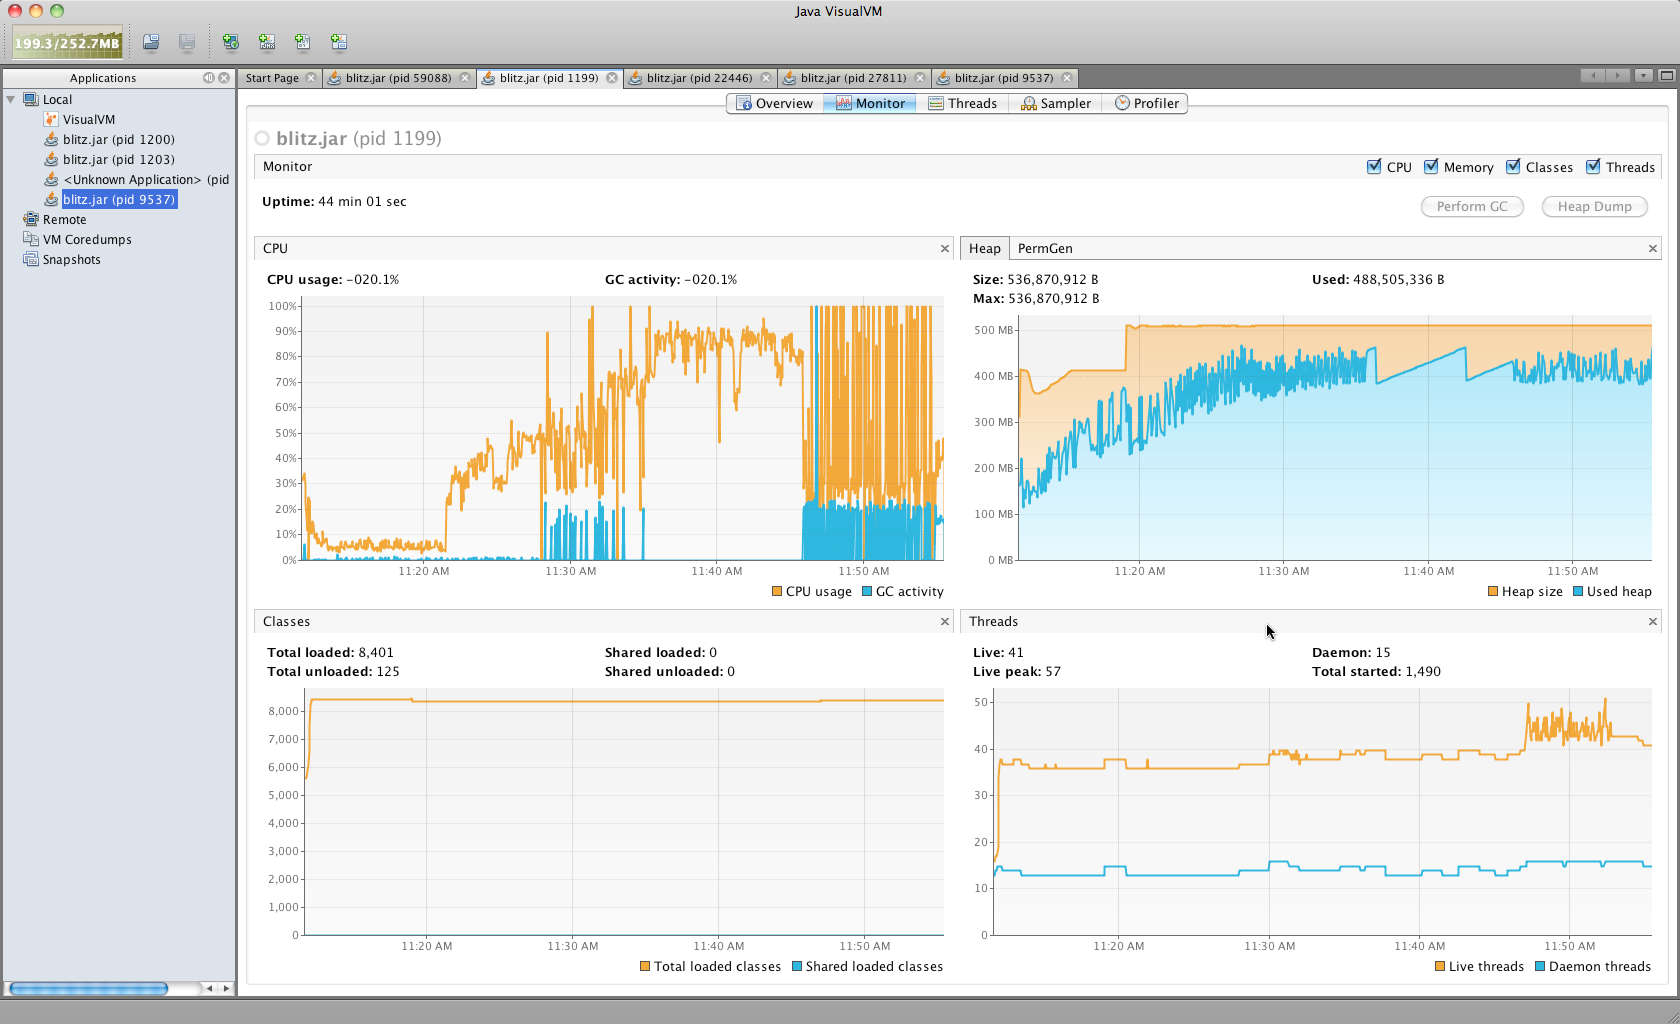 Java VisualVM
199.3/252.7MB
Applications
Local
VisualVM
blitz.jar (pid 1200)
blitz.jar (pid 1203)
<Unknown Application> (pid
blitz.jar (pid 9537)
Remote
VM Coredumps
Snapshots
Start Page blitz.jar (pid 59088) blitz.jar (pid 1199) blitz.jar (pid 22446) blitz.jar (pid 27811) blitz.jar (pid 9537)
Overview Monitor Threads Sampler Profiler
blitz.jar (pid 1199)
Monitor CPU Memory Classes Threads
Uptime: 44 min 01 sec
Perform GC Heap Dump
CPU
CPU usage: -020.1% GC activity: -020.1%
100%
90%
80%
70%
60%
50%
40%
30%
20%
10%
0%
11:20 AM 11:30 AM 11:40 AM 11:50 AM
CPU usage GC activity
Heap PermGen
Size: 536,870,912 B Used: 488,505,336 B
Max: 536,870,912 B
500 MB
400 MB
300 MB
200 MB
100 MB
0 MB
11:20 AM 11:30 AM 11:40 AM 11:50 AM
Heap size Used heap
Classes
Total loaded: 8,401 Shared loaded: 0
Total unloaded: 125 Shared unloaded: 0
8,000
7,000
6,000
5,000
4,000
3,000
2,000
1,000
0
11:20 AM 11:30 AM 11:40 AM 11:50 AM
Total loaded classes Shared loaded classes
Threads
Live: 41 Daemon: 15
Live peak: 57 Total started: 1,490
50
40
30
20
10
0
11:20 AM 11:30 AM 11:40 AM 11:50 AM
Live threads Daemon threads